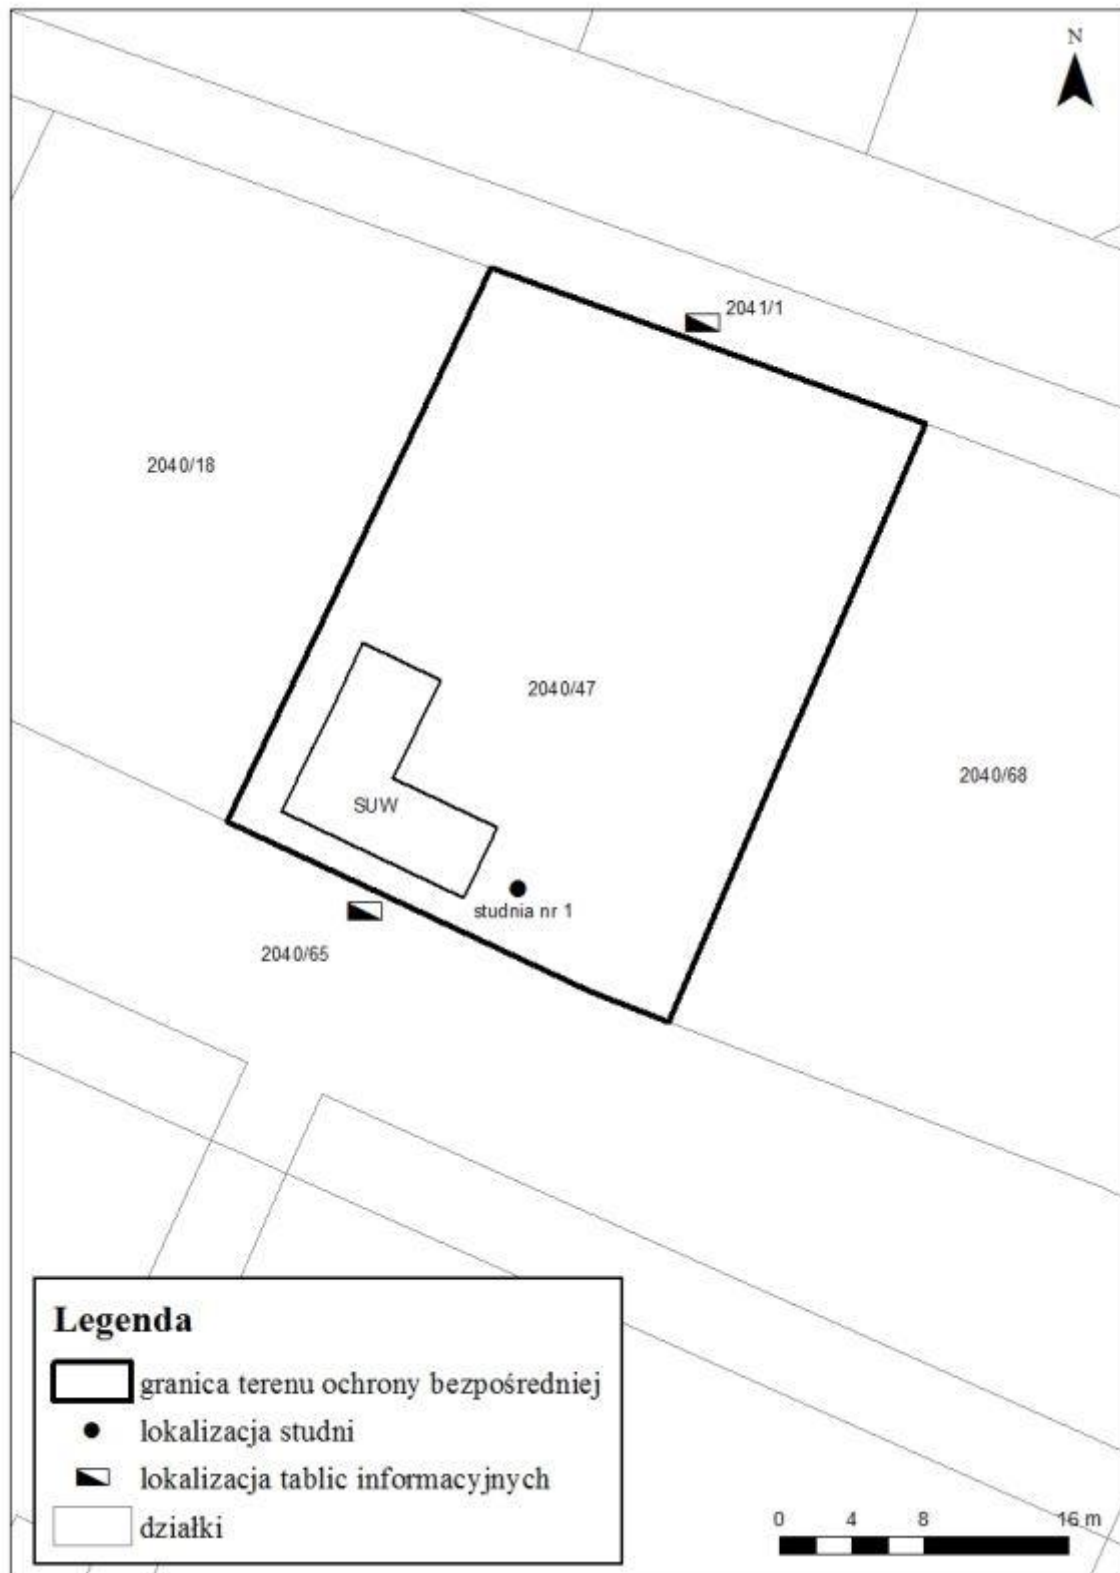 N
2041/1
2040/18
2040/47
2040/68
SUW
studnia nr 1
2040/65
Legenda
granica terenu ochrony bezpośredniej
lokalizacja studni
lokalizacja tablic informacyjnych
działki
0 4 8 16 m